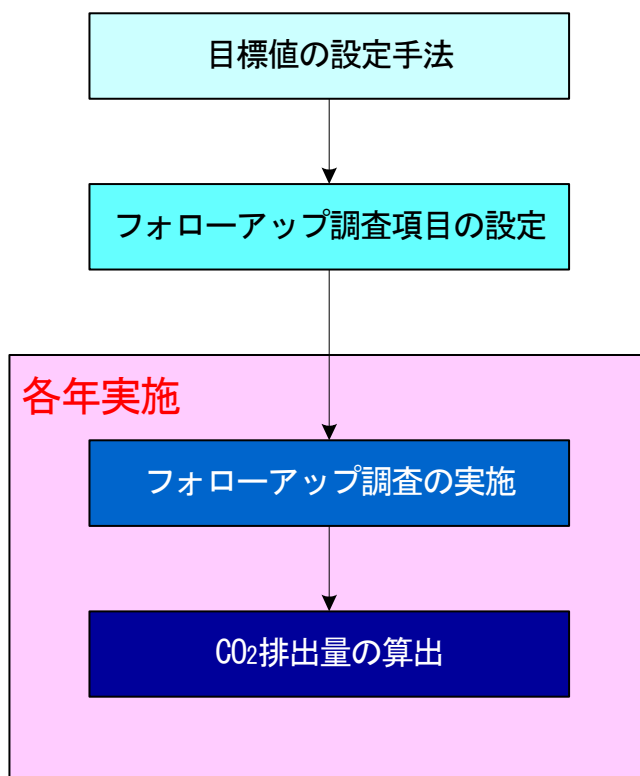 目標値の設定手法
フォローアップ調査項目の設定
各年実施
フォローアップ調査の実施
CO2排出量の算出